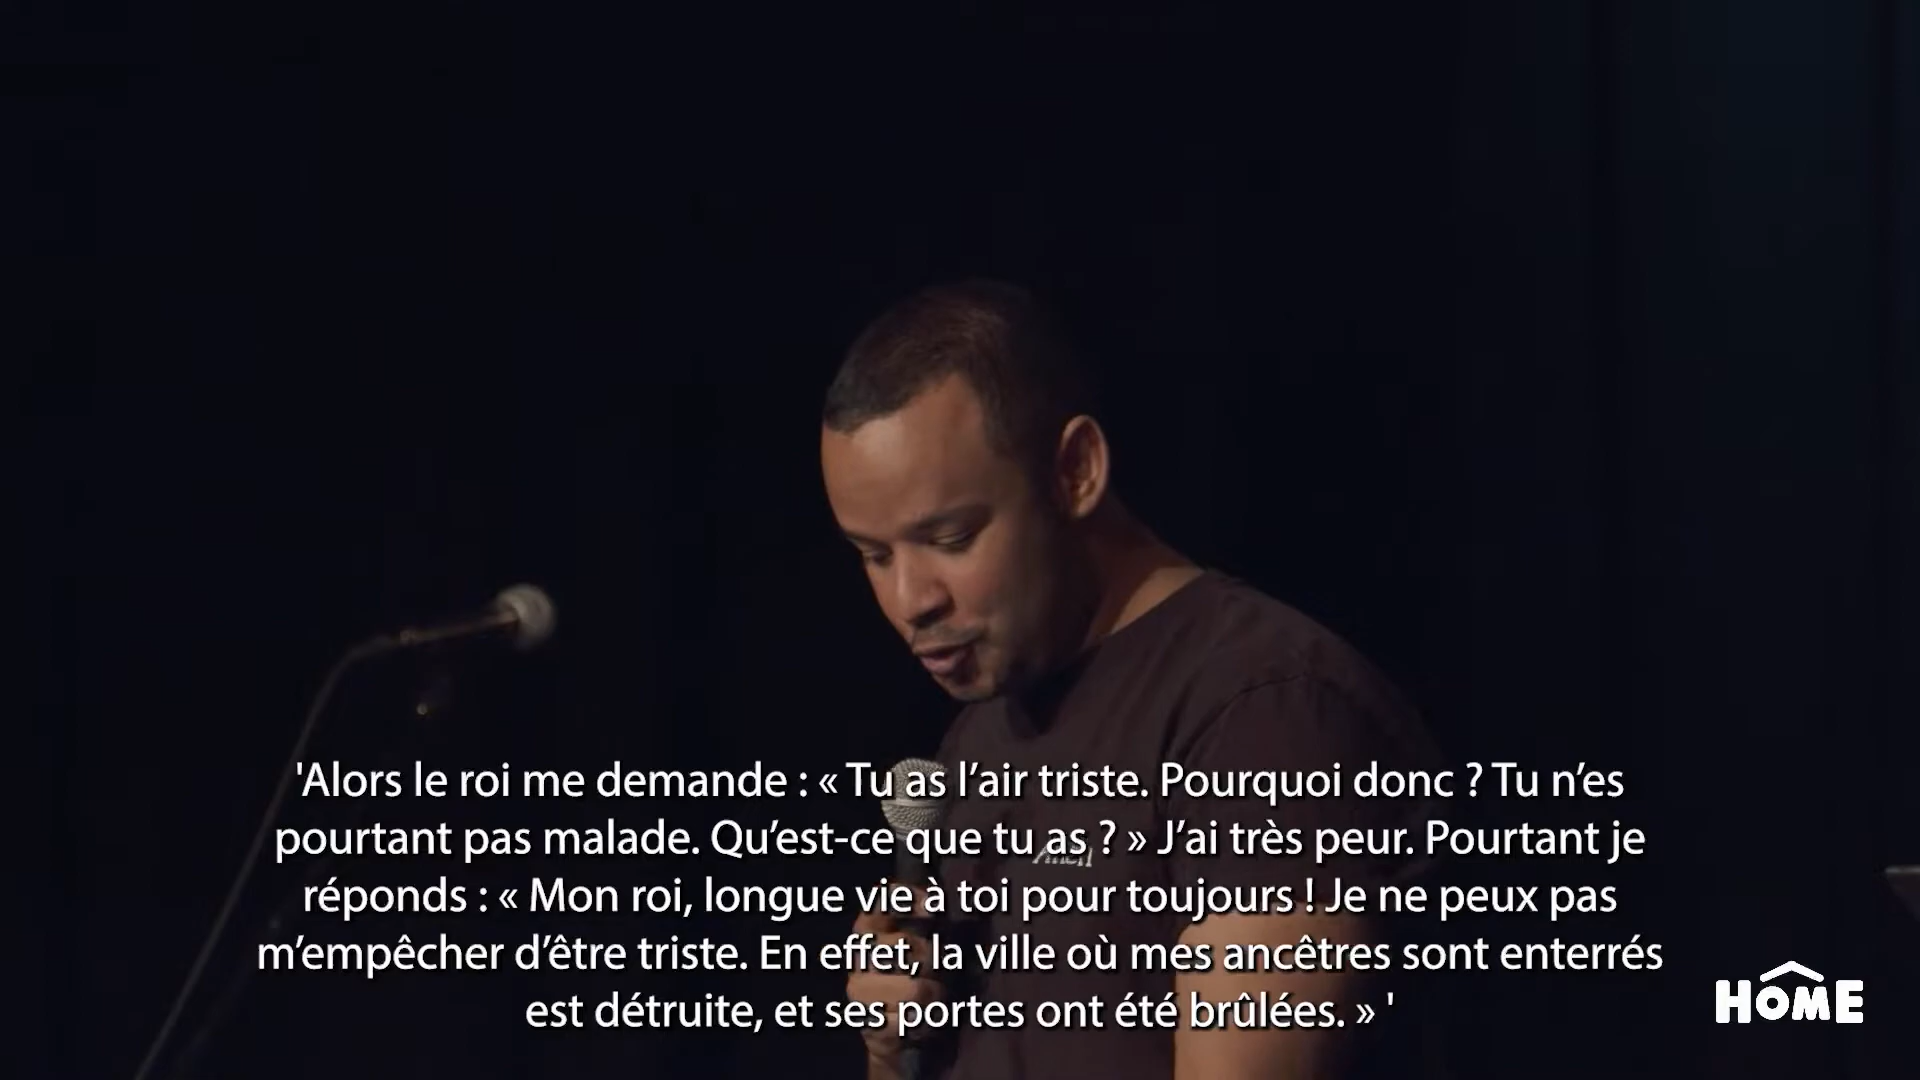 'Alors le roi me demande : « Tu as l’air triste. Pourquoi donc ? Tu n’es
pourtant pas malade. Qu’est-ce que tu as ? » J’ai très peur. Pourtant je
réponds : « Mon roi, longue vie à toi pour toujours ! Je ne peux pas
m’empêcher d’être triste. En effet, la ville où mes ancêtres sont enterrés
est détruite, et ses portes ont été brûlées. » '
HOME